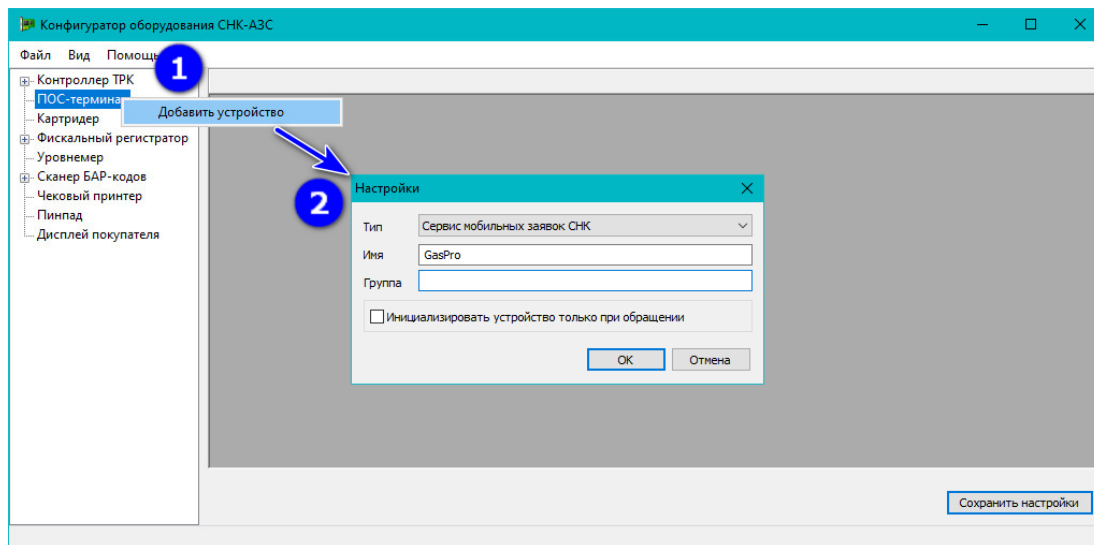 Конфигуратор оборудования СНК-АЗС
Файл Вид Помощь
1
Контроллер ТРК
ПОС-терминал
Добавить устройство
Картридер
Фискальный регистратор
Уровнемер
Сканер БАР-кодов
Чековый принтер
Пинпад
Дисплей покупателя
2
Настройки
Тип Сервис мобильных заявок СНК
Имя GasPro
Группа
Инициализировать устройство только при обращении
ОК Отмена
Сохранить настройки